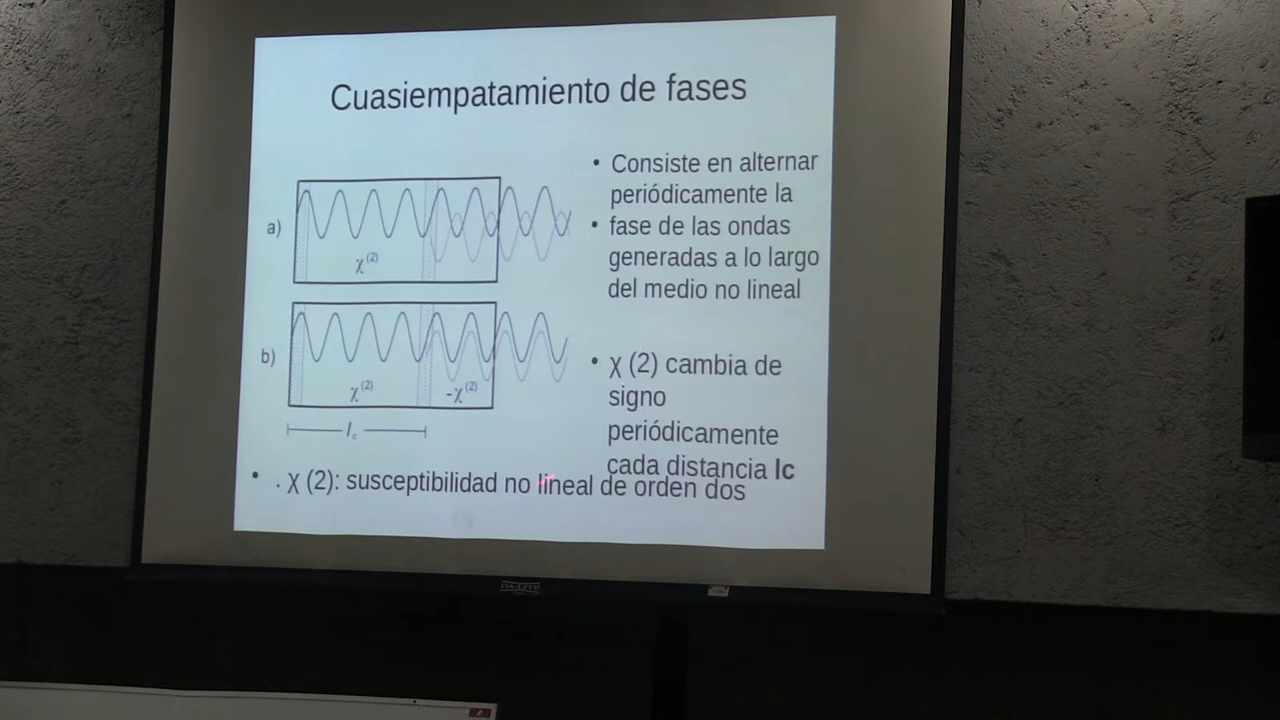 Cuasiempatamiento de fases
a)
χ(2)
b)
χ(2)
-χ(2)
lc
• Consiste en alternar
periódicamente la
• fase de las ondas
generadas a lo largo
del medio no lineal
• χ (2) cambia de
signo
periódicamente
cada distancia lc
• . χ (2): susceptibilidad no lineal de orden dos
DA-LITE